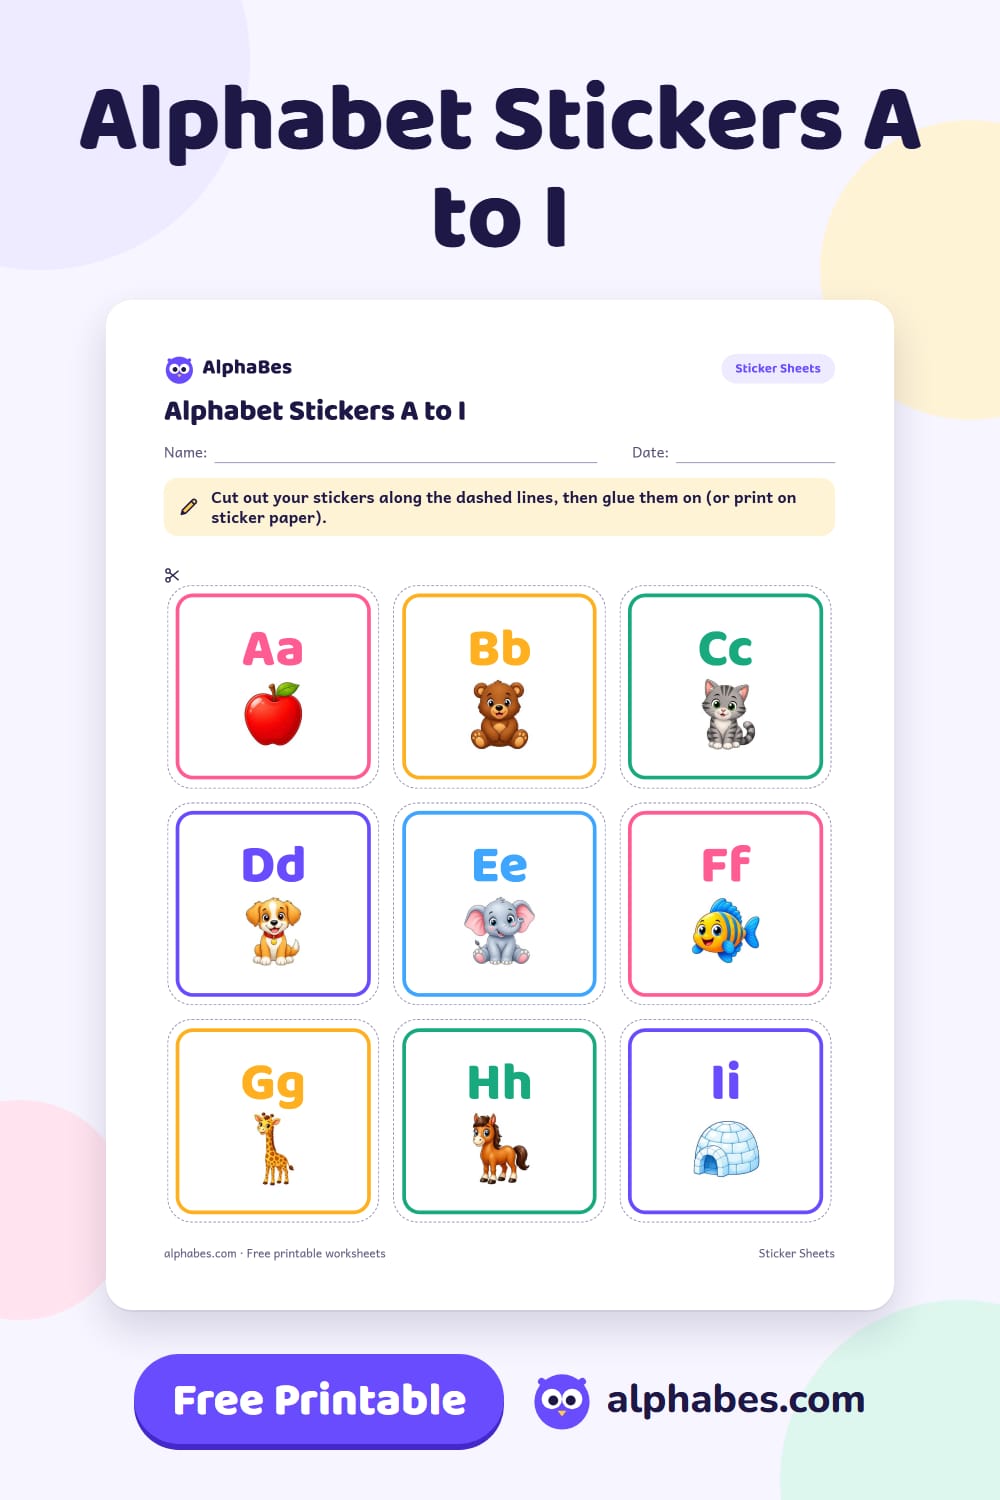 Alphabet Stickers A
to I
AlphaBes
Sticker Sheets
Alphabet Stickers A to I
Name:
Date:
Cut out your stickers along the dashed lines, then glue them on (or print on
sticker paper).
Aa
Bb
Cc
Dd
Ee
Ff
Gg
Hh
Ii
alphabes.com · Free printable worksheets
Sticker Sheets
Free Printable
alphabes.com